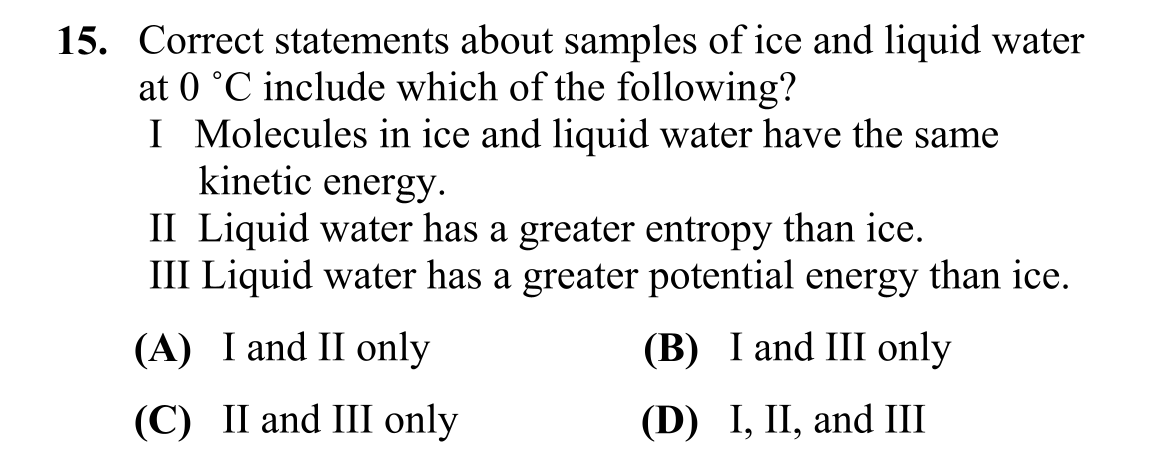 15. Correct statements about samples of ice and liquid water
at 0 ˚C include which of the following?
I Molecules in ice and liquid water have the same
kinetic energy.
II Liquid water has a greater entropy than ice.
III Liquid water has a greater potential energy than ice.
(A) I and II only (B) I and III only
(C) II and III only (D) I, II, and III